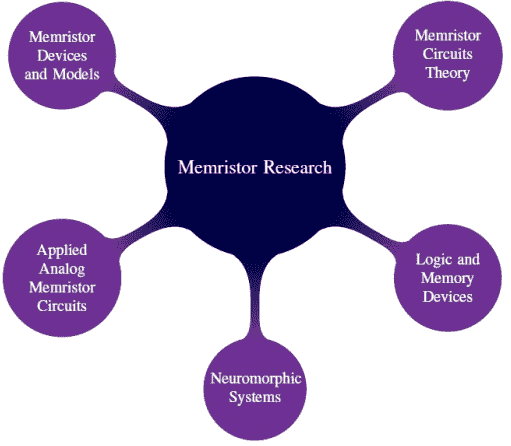 Memristor
Devices
and Models
Memristor
Circuits
Theory
Memristor Research
Applied
Analog
Memristor
Circuits
Logic and
Memory
Devices
Neuromorphic
Systems